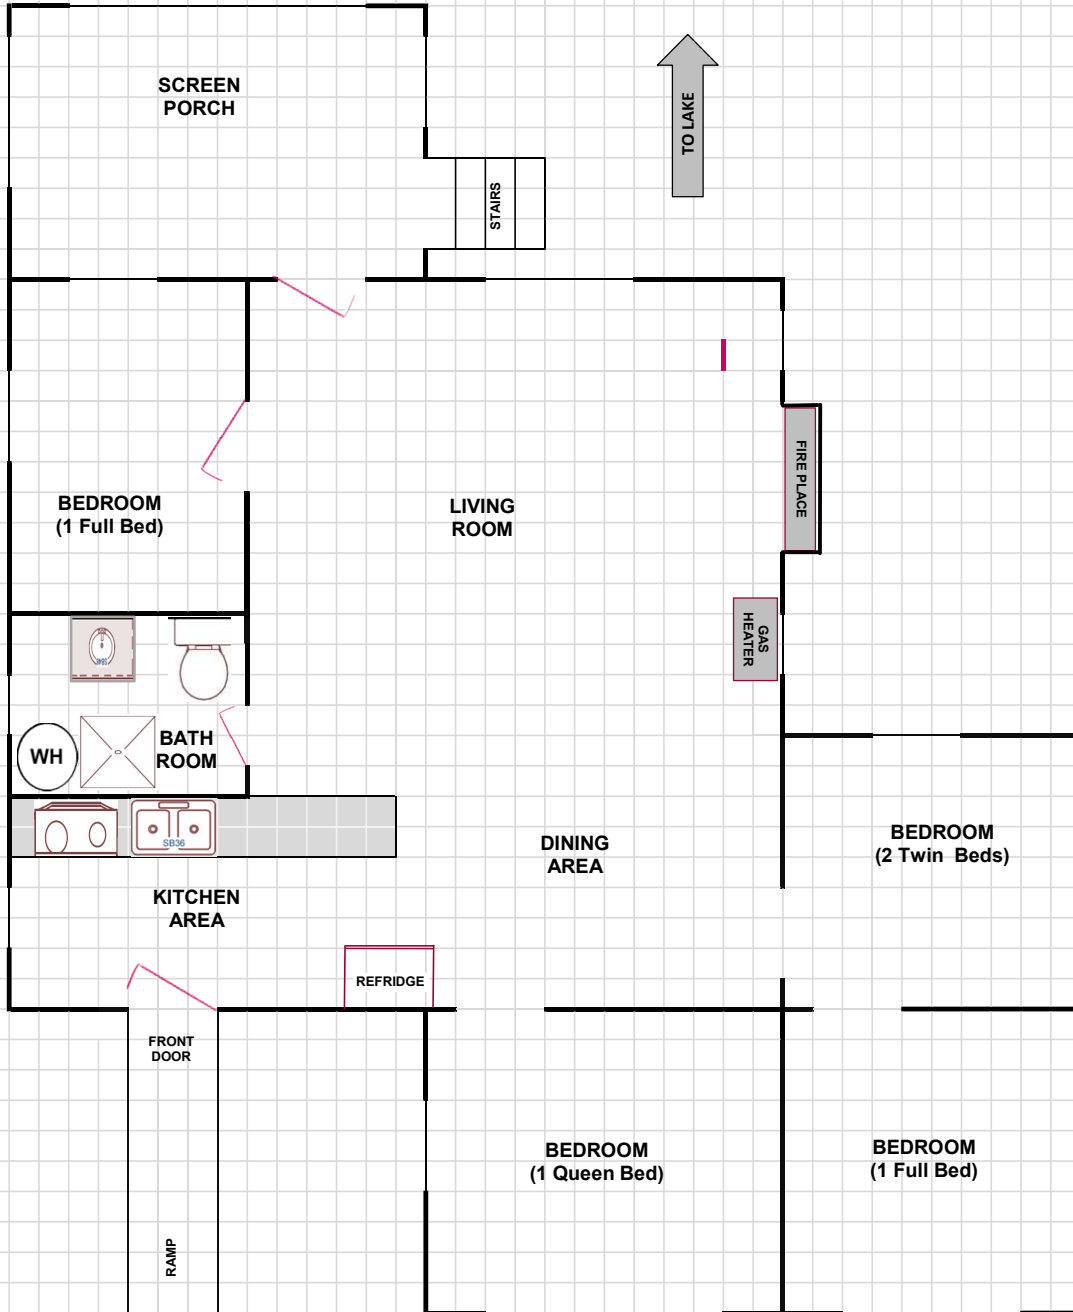 SCREEN
PORCH
TO LAKE
STAIRS
FIRE PLACE
BEDROOM
(1 Full Bed)
LIVING
ROOM
GAS
HEATER
BATH
ROOM
WH
SB36
DINING
AREA
BEDROOM
(2 Twin Beds)
KITCHEN
AREA
REFRIDGE
FRONT
DOOR
BEDROOM
(1 Queen Bed)
BEDROOM
(1 Full Bed)
RAMP